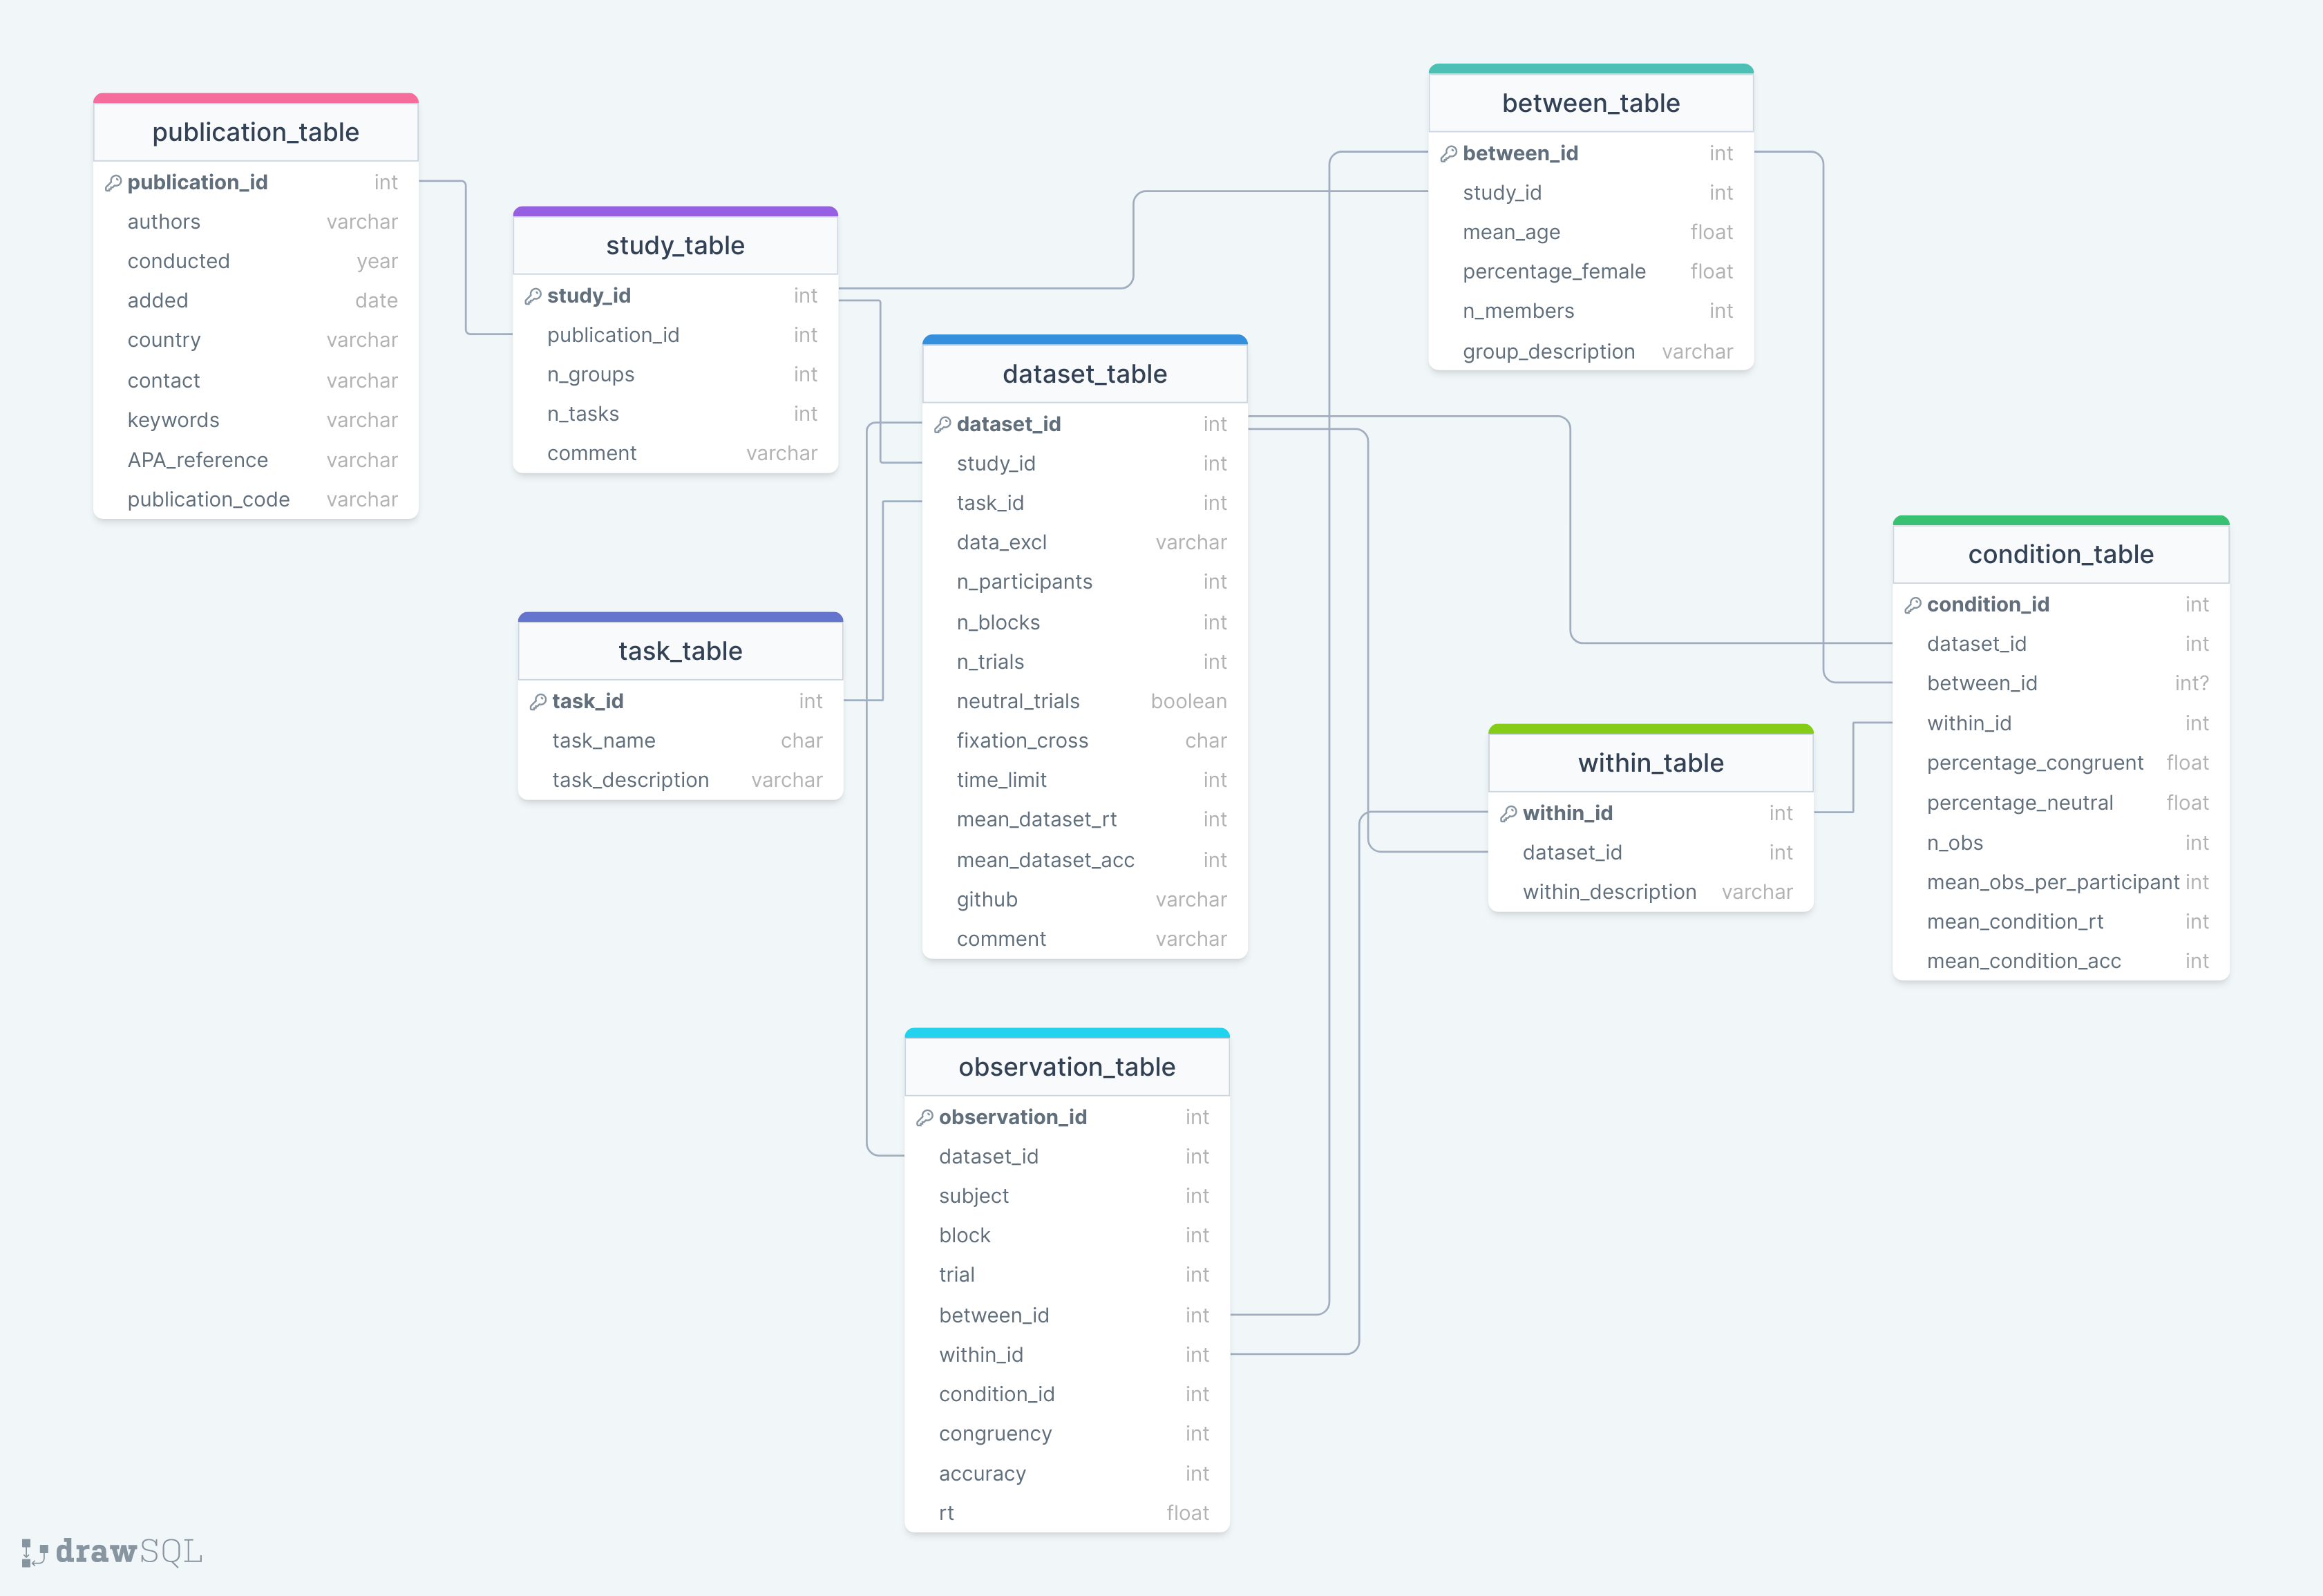 publication_table
publication_id int
authors varchar
conducted year
added date
country varchar
contact varchar
keywords varchar
APA_reference varchar
publication_code varchar
study_table
study_id int
publication_id int
n_groups int
n_tasks int
comment varchar
task_table
task_id int
task_name char
task_description varchar
dataset_table
dataset_id int
study_id int
task_id int
data_excl varchar
n_participants int
n_blocks int
n_trials int
neutral_trials boolean
fixation_cross char
time_limit int
mean_dataset_rt int
mean_dataset_acc int
github varchar
comment varchar
observation_table
observation_id int
dataset_id int
subject int
block int
trial int
between_id int
within_id int
condition_id int
congruency int
accuracy int
rt float
between_table
between_id int
study_id int
mean_age float
percentage_female float
n_members int
group_description varchar
within_table
within_id int
dataset_id int
within_description varchar
condition_table
condition_id int
dataset_id int
between_id int?
within_id int
percentage_congruent float
percentage_neutral float
n_obs int
mean_obs_per_participant int
mean_condition_rt int
mean_condition_acc int
drawSQL